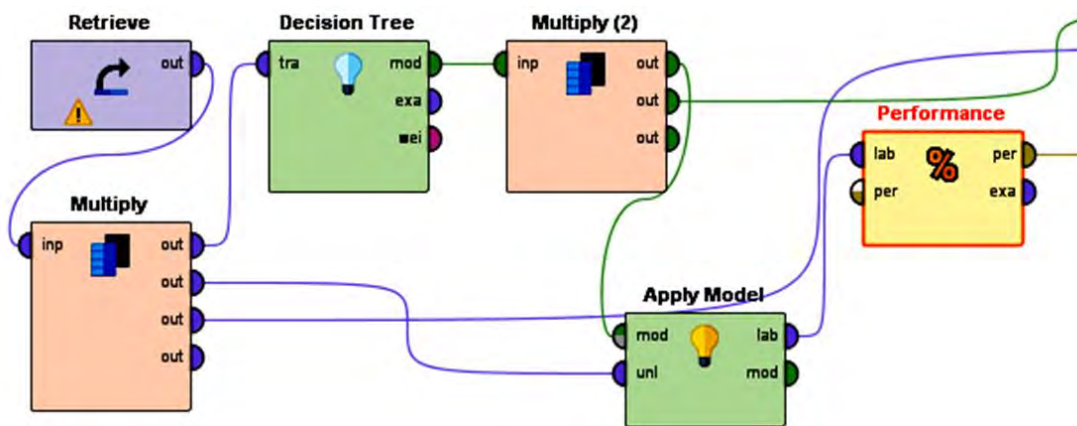 Retrieve
out
!
Decision Tree
tra
mod
exa
■ei
Multiply (2)
inp
out
out
out
Performance
lab
per
%
per
exa
Multiply
inp
out
out
out
out
Apply Model
mod
lab
unl
mod